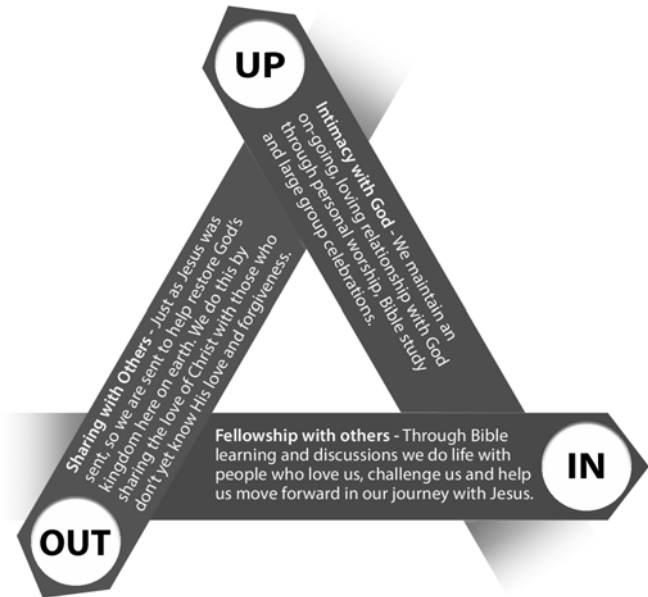 UP
Intimacy with God - We maintain an
on-going, loving relationship with God
through personal worship, Bible study
and large group celebrations.
Sharing with Others - Just as Jesus was
sent, so we are sent to help restore God's
kingdom here on earth. We do this by
sharing the love of Christ with those who
don't yet know His love and forgiveness.
Fellowship with others - Through Bible
learning and discussions we do life with
people who love us, challenge us and help
us move forward in our journey with Jesus.
IN
OUT